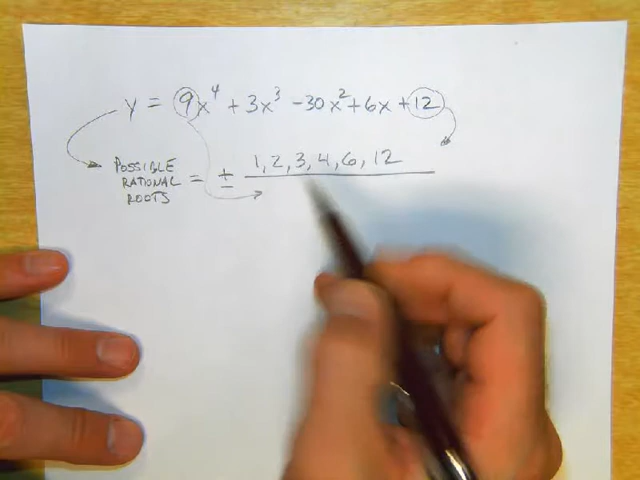 y = 9x⁴ + 3x³ - 30x² + 6x + 12
POSSIBLE RATIONAL ROOTS = ± 1, 2, 3, 4, 6, 12